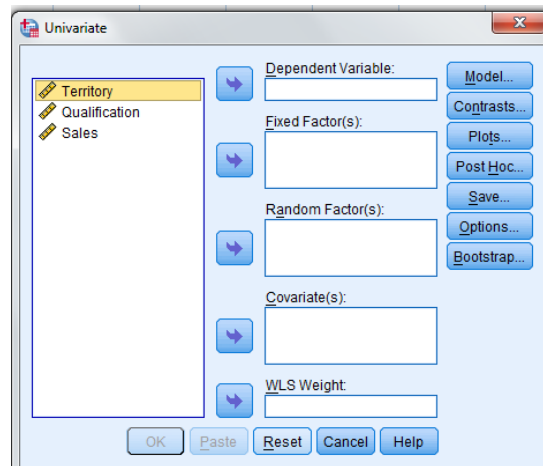 Univariate
Territory
Qualification
Sales
Dependent Variable:
Fixed Factor(s):
Random Factor(s):
Covariate(s):
WLS Weight:
Model...
Contrasts...
Plots...
Post Hoc...
Save...
Options...
Bootstrap...
OK Paste Reset Cancel Help